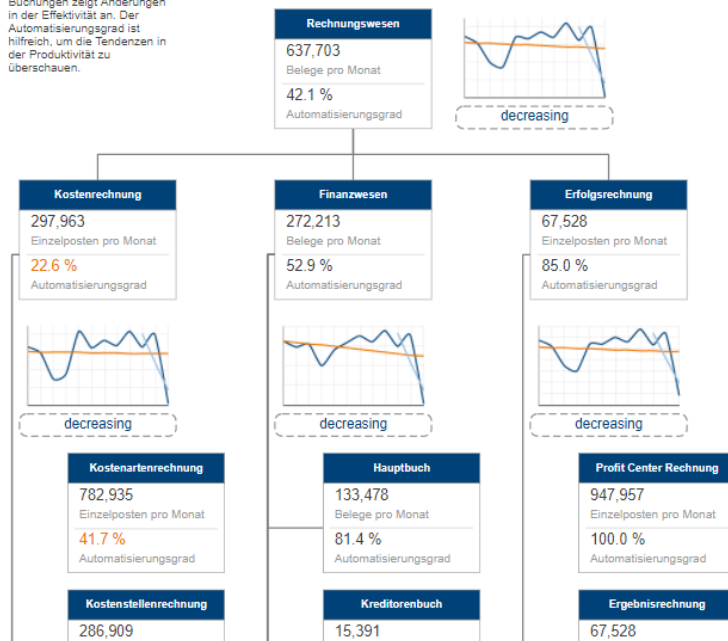 Buchungen zeigt Änderungen
in der Effektivität an. Der
Automatisierungsgrad ist
hilfreich, um die Tendenzen in
der Produktivität zu
überschauen.
Rechnungswesen
637,703
Belege pro Monat
42.1 %
Automatisierungsgrad
decreasing
Kostenrechnung
297,963
Einzelposten pro Monat
22.6 %
Automatisierungsgrad
decreasing
Finanzwesen
272,213
Belege pro Monat
52.9 %
Automatisierungsgrad
decreasing
Erfolgsrechnung
67,528
Einzelposten pro Monat
85.0 %
Automatisierungsgrad
decreasing
Kostenartenrechnung
782,935
Einzelposten pro Monat
41.7 %
Automatisierungsgrad
Hauptbuch
133,478
Belege pro Monat
81.4 %
Automatisierungsgrad
Profit Center Rechnung
947,957
Einzelposten pro Monat
100.0 %
Automatisierungsgrad
Kostenstellenrechnung
286,909
Kreditorenbuch
15,391
Ergebnisrechnung
67,528